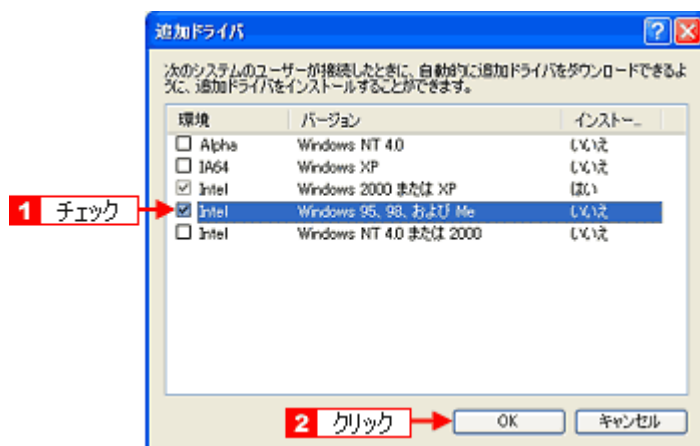 追加ドライバ
次のシステムのユーザーが接続したときに、自動的に追加ドライバをダウンロードできるよ
うに、追加ドライバをインストールすることができます。
環境 バージョン インストー...
Alpha Windows NT 4.0 いいえ
IA64 Windows XP いいえ
Intel Windows 2000 または XP はい
1 チェック Intel Windows 95、98、および Me いいえ
Intel Windows NT 4.0 または 2000 いいえ
2 クリック OK キャンセル